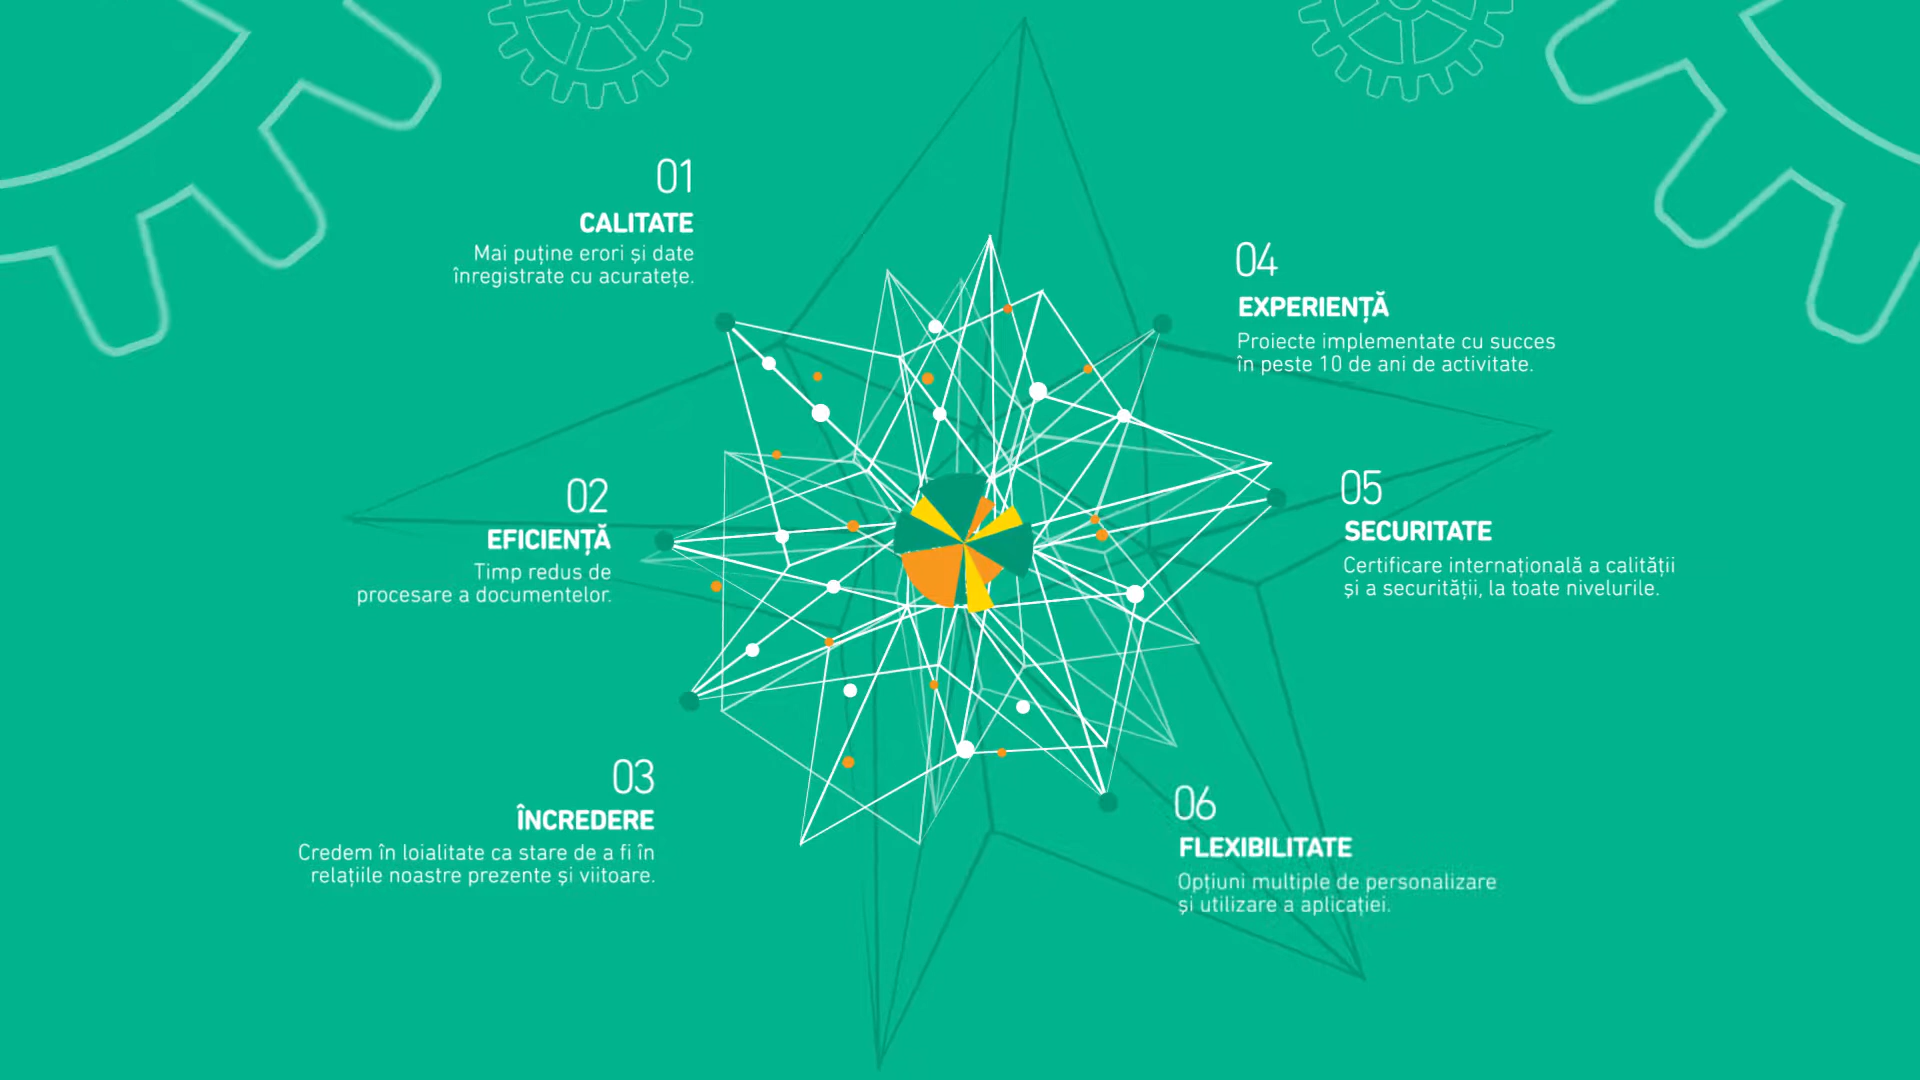 01
CALITATE
Mai puține erori și date
înregistrate cu acuratețe.
02
EFICIENȚĂ
Timp redus de
procesare a documentelor.
03
ÎNCREDERE
Credem în loialitate ca stare de a fi în
relațiile noastre prezente și viitoare.
04
EXPERIENȚĂ
Proiecte implementate cu succes
în peste 10 de ani de activitate.
05
SECURITATE
Certificare internațională a calității
și a securității, la toate nivelurile.
06
FLEXIBILITATE
Opțiuni multiple de personalizare
și utilizare a aplicației.